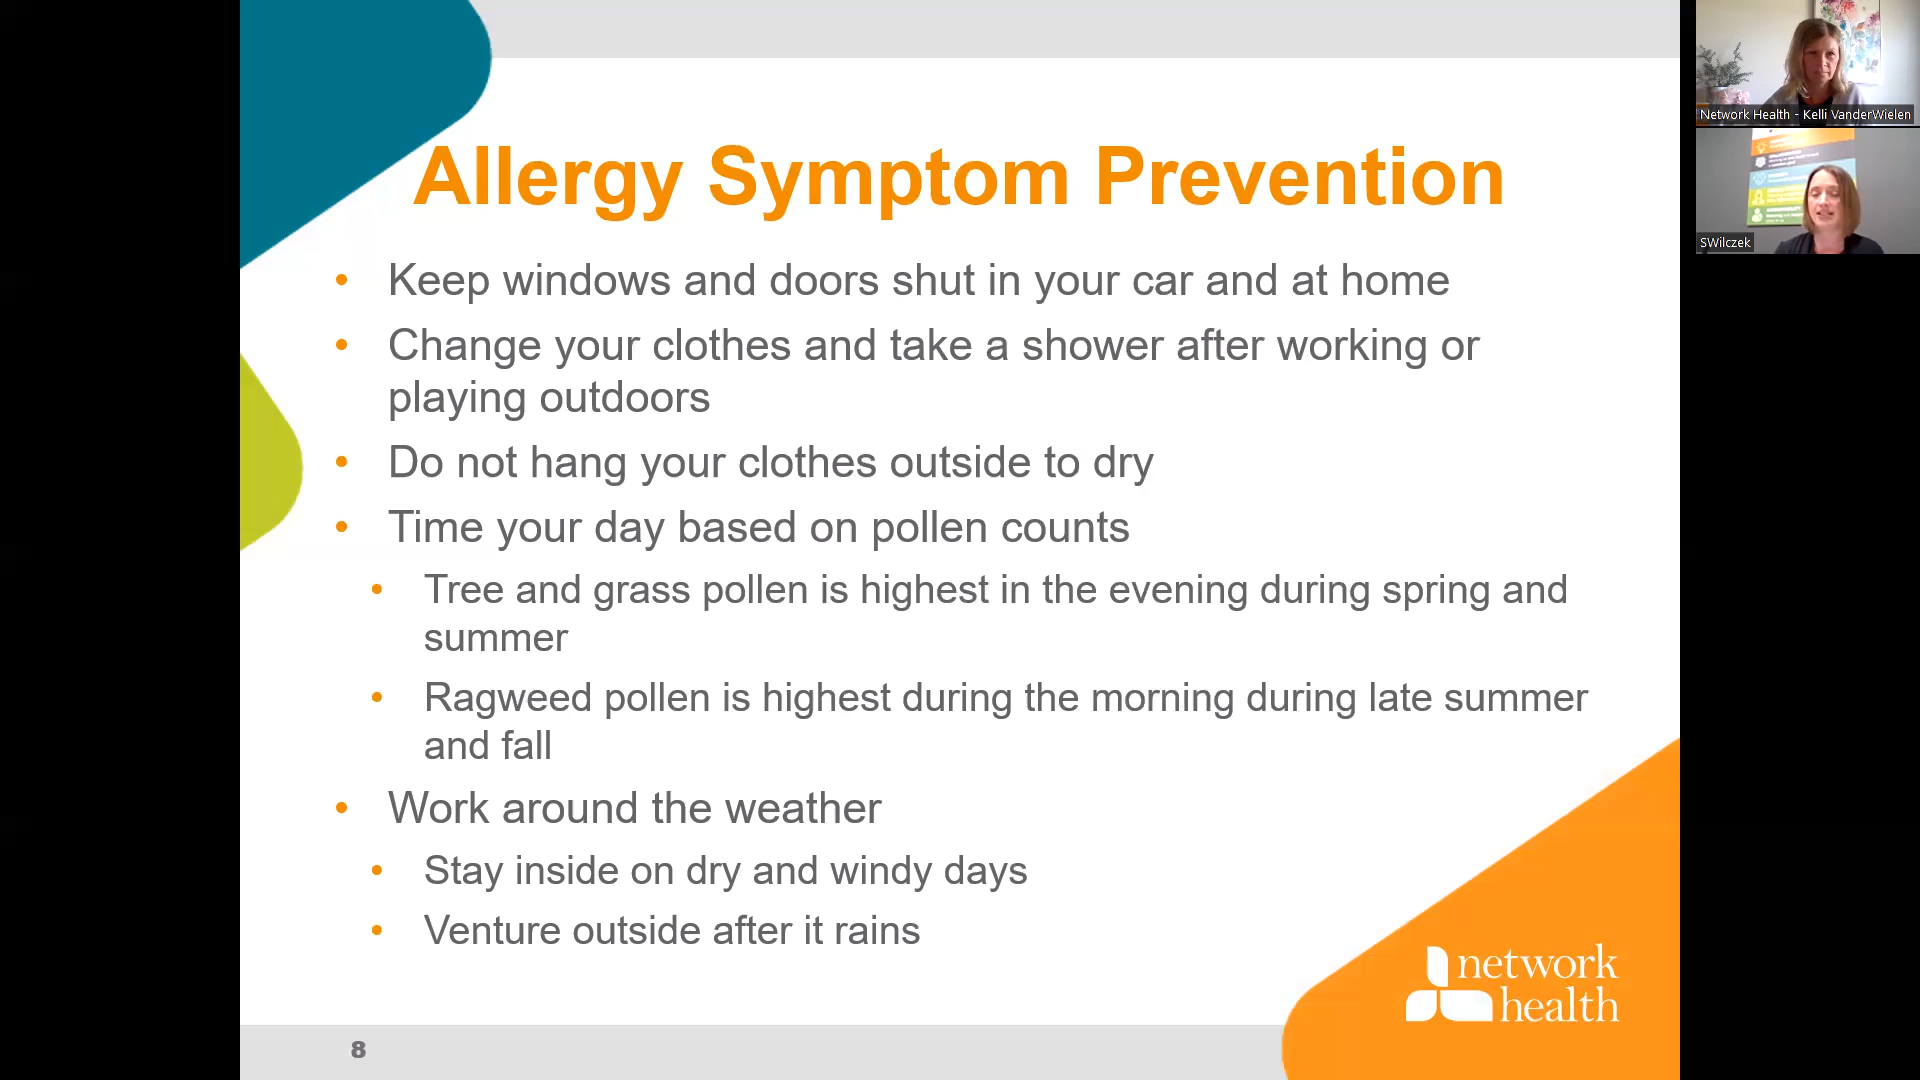 Allergy Symptom Prevention
• Keep windows and doors shut in your car and at home
• Change your clothes and take a shower after working or
playing outdoors
• Do not hang your clothes outside to dry
• Time your day based on pollen counts
• Tree and grass pollen is highest in the evening during spring and
summer
• Ragweed pollen is highest during the morning during late summer
and fall
• Work around the weather
• Stay inside on dry and windy days
• Venture outside after it rains
network
health
8
Network Health - Kelli VanderWielen
SWilczek